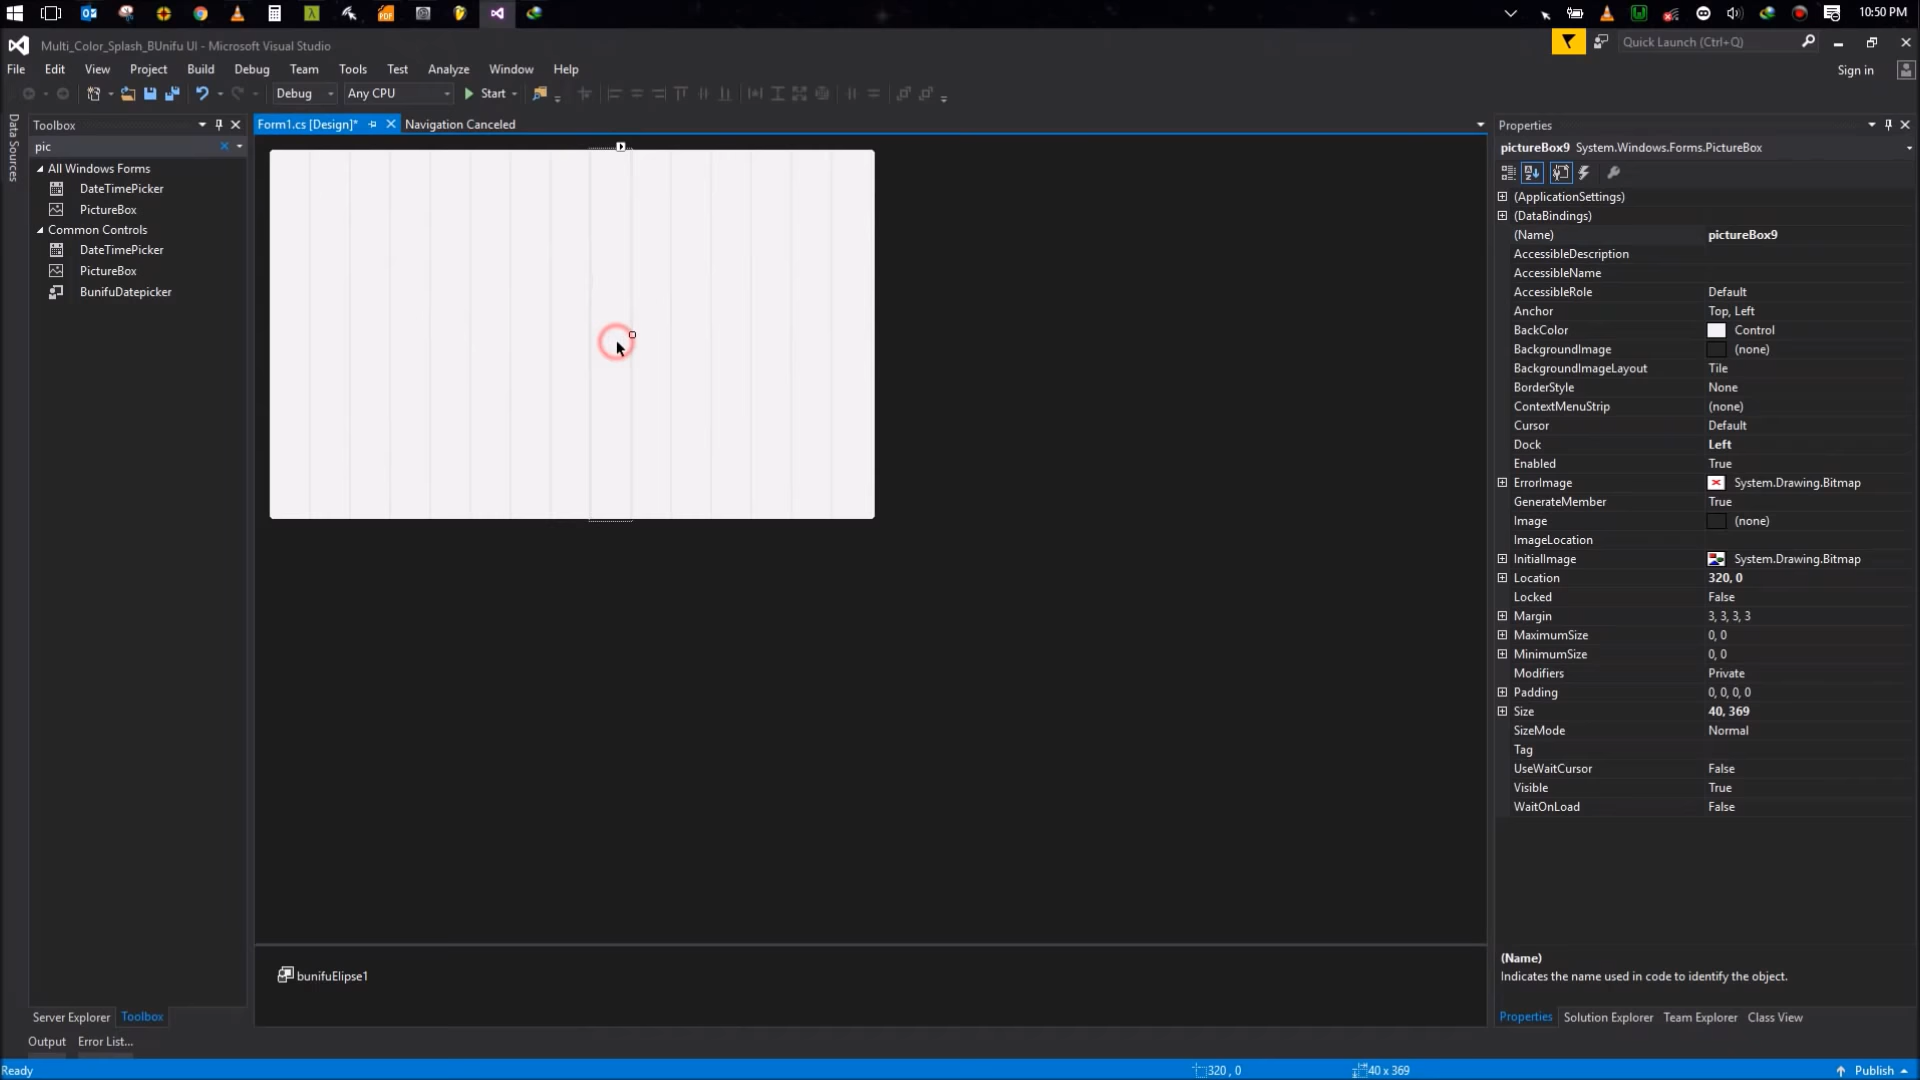 10:50 PM
Multi_Color_Splash_BUnifu UI - Microsoft Visual Studio
Quick Launch (Ctrl+Q)
File Edit View Project Build Debug Team Tools Test Analyze Window Help
Sign in
Debug Any CPU Start
Data Sources
Toolbox
pic
All Windows Forms
DateTimePicker
PictureBox
Common Controls
DateTimePicker
PictureBox
BunifuDatepicker
Form1.cs [Design]* Navigation Canceled
bunifuElipse1
Properties
pictureBox9 System.Windows.Forms.PictureBox
(ApplicationSettings)
(DataBindings)
(Name) pictureBox9
AccessibleDescription
AccessibleName
AccessibleRole Default
Anchor Top, Left
BackColor Control
BackgroundImage (none)
BackgroundImageLayout Tile
BorderStyle None
ContextMenuStrip (none)
Cursor Default
Dock Left
Enabled True
ErrorImage System.Drawing.Bitmap
GenerateMember True
Image (none)
ImageLocation
InitialImage System.Drawing.Bitmap
Location 320, 0
Locked False
Margin 3, 3, 3, 3
MaximumSize 0, 0
MinimumSize 0, 0
Modifiers Private
Padding 0, 0, 0, 0
Size 40, 369
SizeMode Normal
Tag
UseWaitCursor False
Visible True
WaitOnLoad False
(Name)
Indicates the name used in code to identify the object.
Server Explorer Toolbox
Properties Solution Explorer Team Explorer Class View
Output Error List...
Ready 320 , 0 40 x 369 Publish